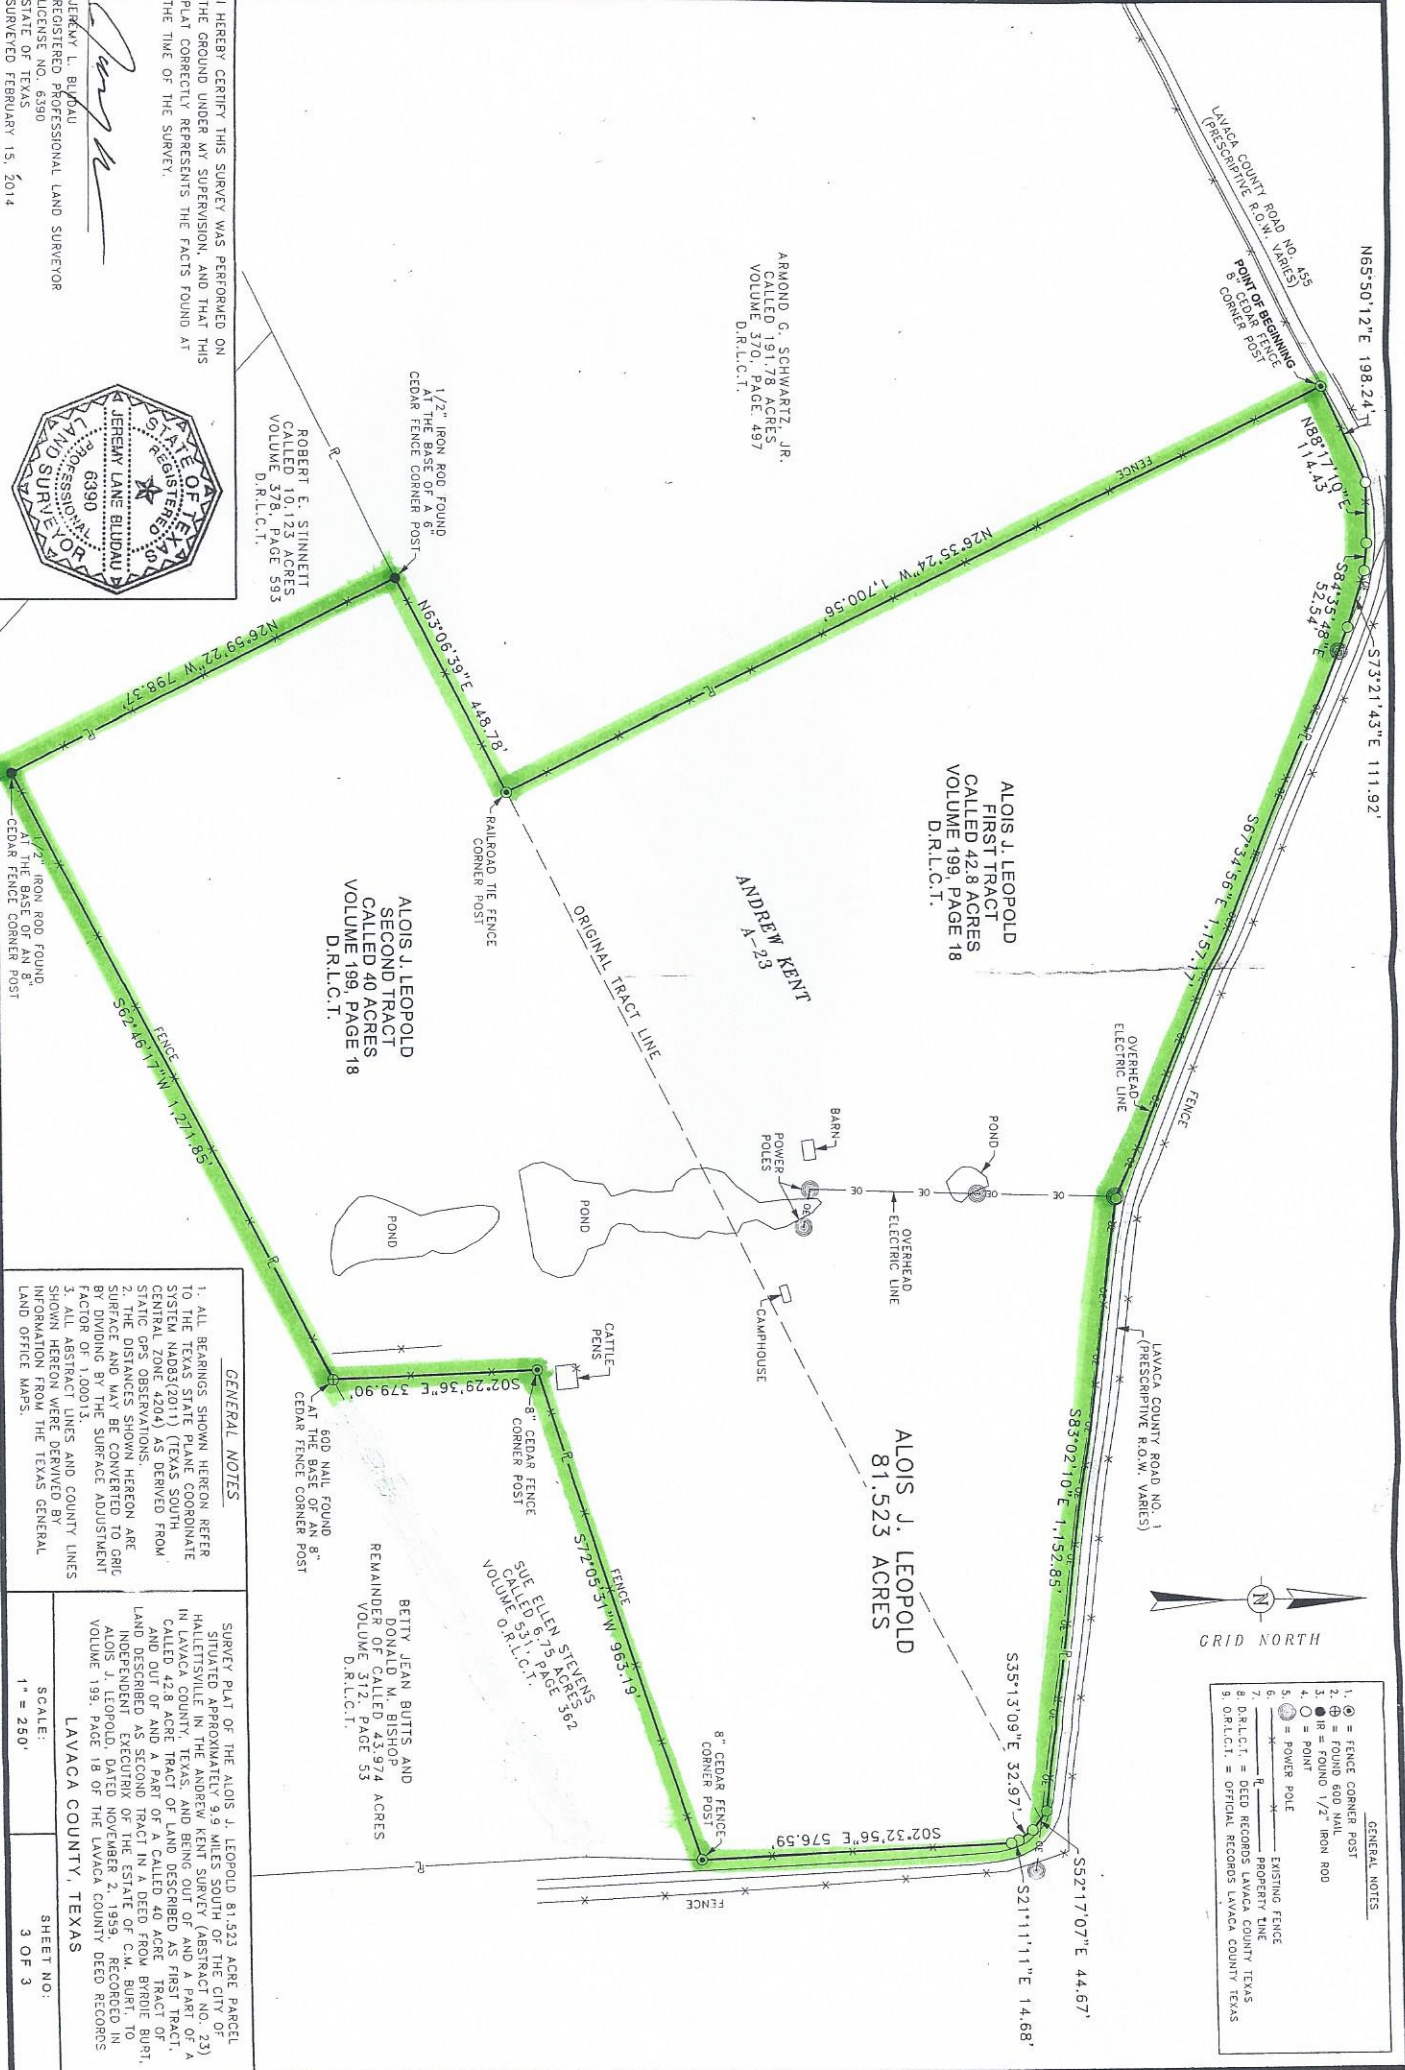 N65°50'12"E 198.24'
LAVACA COUNTY ROAD NO. 455
(PRESCRIPTIVE R.O.W. VARIES)
POINT OF BEGINNING
8" CEDAR FENCE
CORNER POST
N88°17'10"E
114.43'
S84°35'48"E
52.54'
S73°21'43"E 111.92'
S67°34'56"E 1,157.17'
FENCE
OVERHEAD
ELECTRIC LINE
LAVACA COUNTY ROAD NO. 1
(PRESCRIPTIVE R.O.W. VARIES)
S83°02'10"E 1,152.85'
N
GRID NORTH
GENERAL NOTES
1. = FENCE CORNER POST
2. = FOUND 60D NAIL
3. IR = FOUND 1/2" IRON ROD
4. = POINT
5. = POWER POLE
6. EXISTING FENCE
7. PROPERTY LINE
8. D.R.L.C.T. = DEED RECORDS LAVACA COUNTY TEXAS
9. O.R.L.C.T. = OFFICIAL RECORDS LAVACA COUNTY TEXAS
ARMOND G. SCHWARTZ, JR.
CALLED 191.78 ACRES
VOLUME 370, PAGE 497
D.R.L.C.T.
FENCE
N26°35'24"W 1,700.56'
ALOIS J. LEOPOLD
FIRST TRACT
CALLED 42.8 ACRES
VOLUME 199, PAGE 18
D.R.L.C.T.
ANDREW KENT
A-23
ORIGINAL TRACT LINE
POND
BARN
POWER
POLES
OVERHEAD
ELECTRIC LINE
CAMPHOUSE
ALOIS J. LEOPOLD
81.523 ACRES
S35°13'09"E 32.97'
S52°17'07"E 44.67'
S21°11'11"E 14.68'
S02°32'56"E 576.59'
FENCE
8" CEDAR FENCE
CORNER POST
1/2" IRON ROD FOUND
AT THE BASE OF A 6"
CEDAR FENCE CORNER POST
N63°06'39"E 448.78'
RAILROAD TIE FENCE
CORNER POST
ROBERT E. STINNETT
CALLED 10.123 ACRES
VOLUME 378, PAGE 593
D.R.L.C.T.
N26°59'22"W 798.37'
ALOIS J. LEOPOLD
SECOND TRACT
CALLED 40 ACRES
VOLUME 199, PAGE 18
D.R.L.C.T.
POND
POND
CATTLE
PENS
S02°29'36"E 379.90'
8" CEDAR FENCE
CORNER POST
FENCE
S72°05'31"W 963.19'
SUE ELLEN STEVENS
CALLED 6.75 ACRES
VOLUME 531, PAGE 362
O.R.L.C.T.
BETTY JEAN BUTTS AND
DONALD M. BISHOP
REMAINDER OF CALLED 43.974 ACRES
VOLUME 312, PAGE 53
D.R.L.C.T.
60D NAIL FOUND
AT THE BASE OF AN 8"
CEDAR FENCE CORNER POST
FENCE
S62°46'17"W 1,271.85'
1/2" IRON ROD FOUND
AT THE BASE OF AN 8"
CEDAR FENCE CORNER POST
I HEREBY CERTIFY THIS SURVEY WAS PERFORMED ON
THE GROUND UNDER MY SUPERVISION, AND THAT THIS
PLAT CORRECTLY REPRESENTS THE FACTS FOUND AT
THE TIME OF THE SURVEY.
JEREMY L. BLUDAU
REGISTERED PROFESSIONAL LAND SURVEYOR
LICENSE NO. 6390
STATE OF TEXAS
SURVEYED FEBRUARY 15, 2014
STATE OF TEXAS
REGISTERED
JEREMY LANE BLUDAU
6390
PROFESSIONAL
LAND SURVEYOR
GENERAL NOTES
1. ALL BEARINGS SHOWN HEREON REFER
TO THE TEXAS STATE PLANE COORDINATE
SYSTEM NAD83(2011) (TEXAS SOUTH
CENTRAL ZONE 4204) AS DERIVED FROM
STATIC GPS OBSERVATIONS.
2. THE DISTANCES SHOWN HEREON ARE
SURFACE AND MAY BE CONVERTED TO GRID
BY DIVIDING BY THE SURFACE ADJUSTMENT
FACTOR OF 1.00013.
3. ALL ABSTRACT LINES AND COUNTY LINES
SHOWN HEREON WERE DERVIVED BY
INFORMATION FROM THE TEXAS GENERAL
LAND OFFICE MAPS.
SURVEY PLAT OF THE ALOIS J. LEOPOLD 81.523 ACRE PARCEL
SITUATED APPROXIMATELY 9.9 MILES SOUTH OF THE CITY OF
HALLETTSVILLE IN THE ANDREW KENT SURVEY (ABSTRACT NO. 23)
IN LAVACA COUNTY, TEXAS, AND BEING OUT OF AND A PART OF A
CALLED 42.8 ACRE TRACT OF LAND DESCRIBED AS FIRST TRACT,
AND OUT OF AND A PART OF A CALLED 40 ACRE TRACT OF
LAND DESCRIBED AS SECOND TRACT IN A DEED FROM BYRDIE BURT,
INDEPENDENT EXECUTRIX OF THE ESTATE OF C.M. BURT, TO
ALOIS J. LEOPOLD, DATED NOVEMBER 2, 1959, RECORDED IN
VOLUME 199, PAGE 18 OF THE LAVACA COUNTY DEED RECORDS
LAVACA COUNTY, TEXAS
SCALE:
1" = 250'
SHEET NO:
3 OF 3